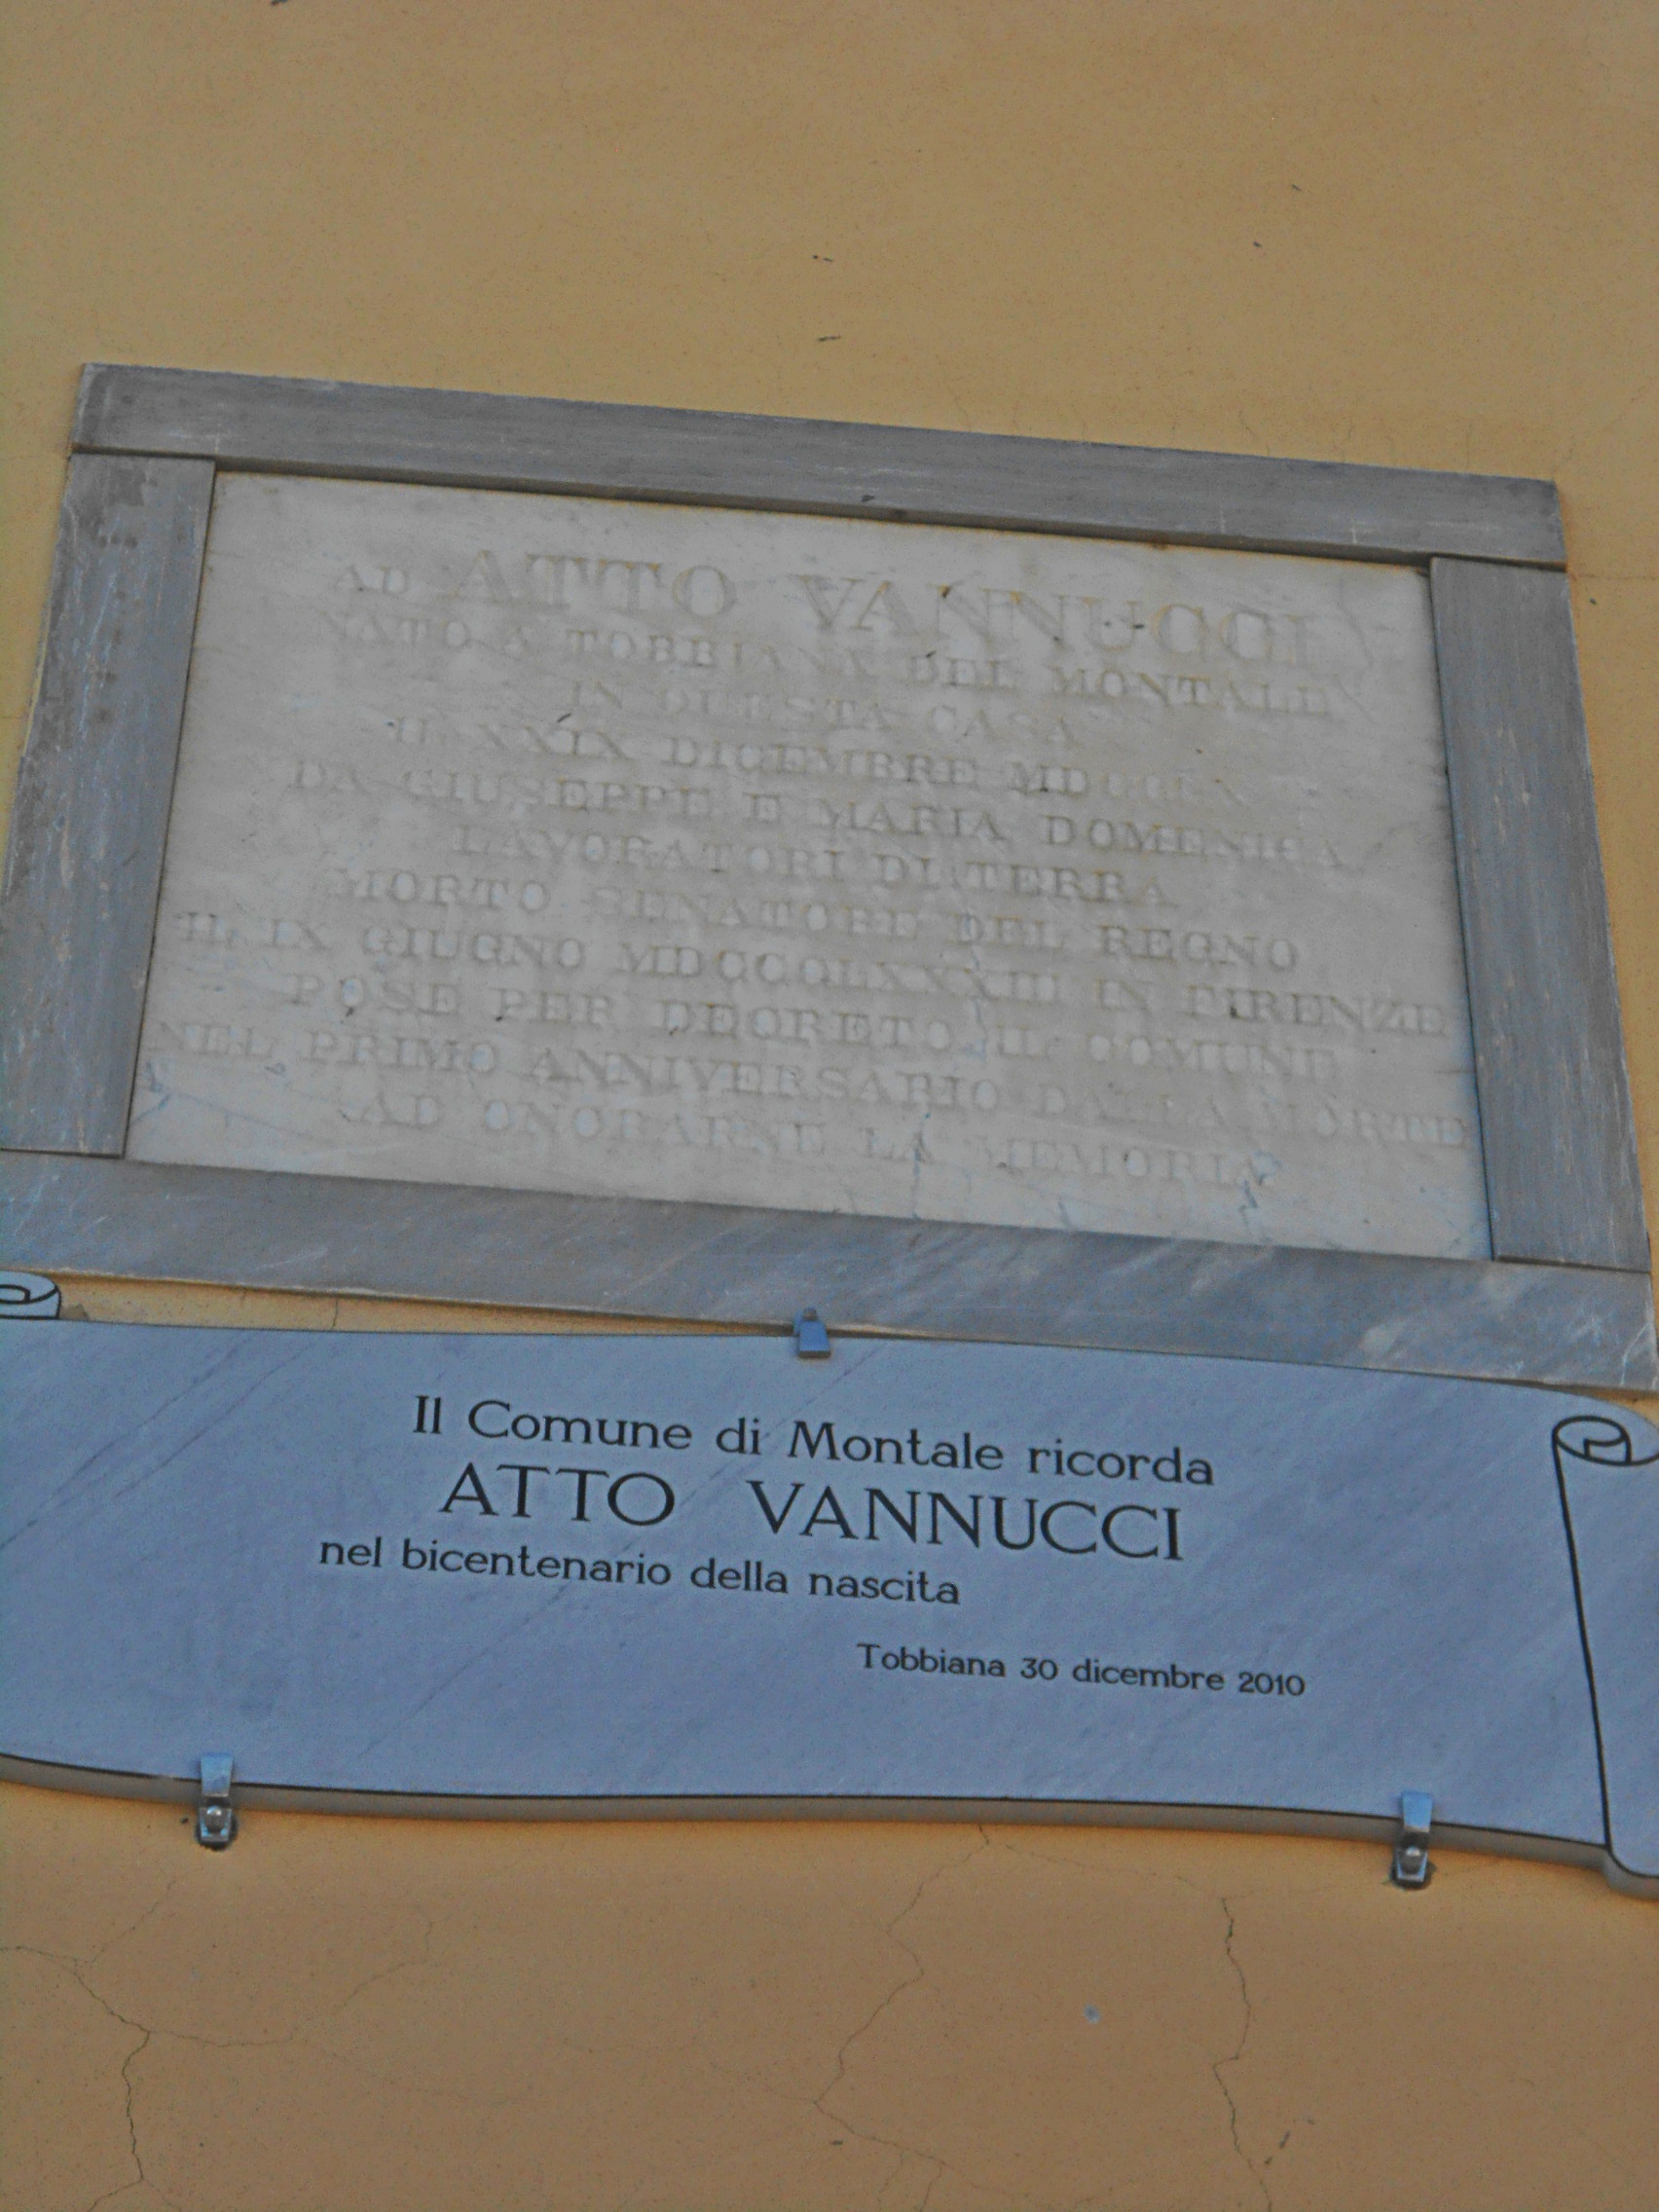 AD ATTO VANNUCCI
NATO A TOBBIANA DEL MONTALE
IN QUESTA CASA
IL XXIX DICEMBRE
DA GIUSEPPE E MARIA DOMENICA
LAVORATORI DI TERRA
MORTO SENATORE DEL REGNO
IL IX GIUGNO MDCCCLXXXIII IN FIRENZE
POSE PER DECRETO IL COMUNE
NEL PRIMO ANNIVERSARIO DALLA MORTE
AD ONORARNE LA MEMORIA
Il Comune di Montale ricorda
ATTO VANNUCCI
nel bicentenario della nascita
Tobbiana 30 dicembre 2010